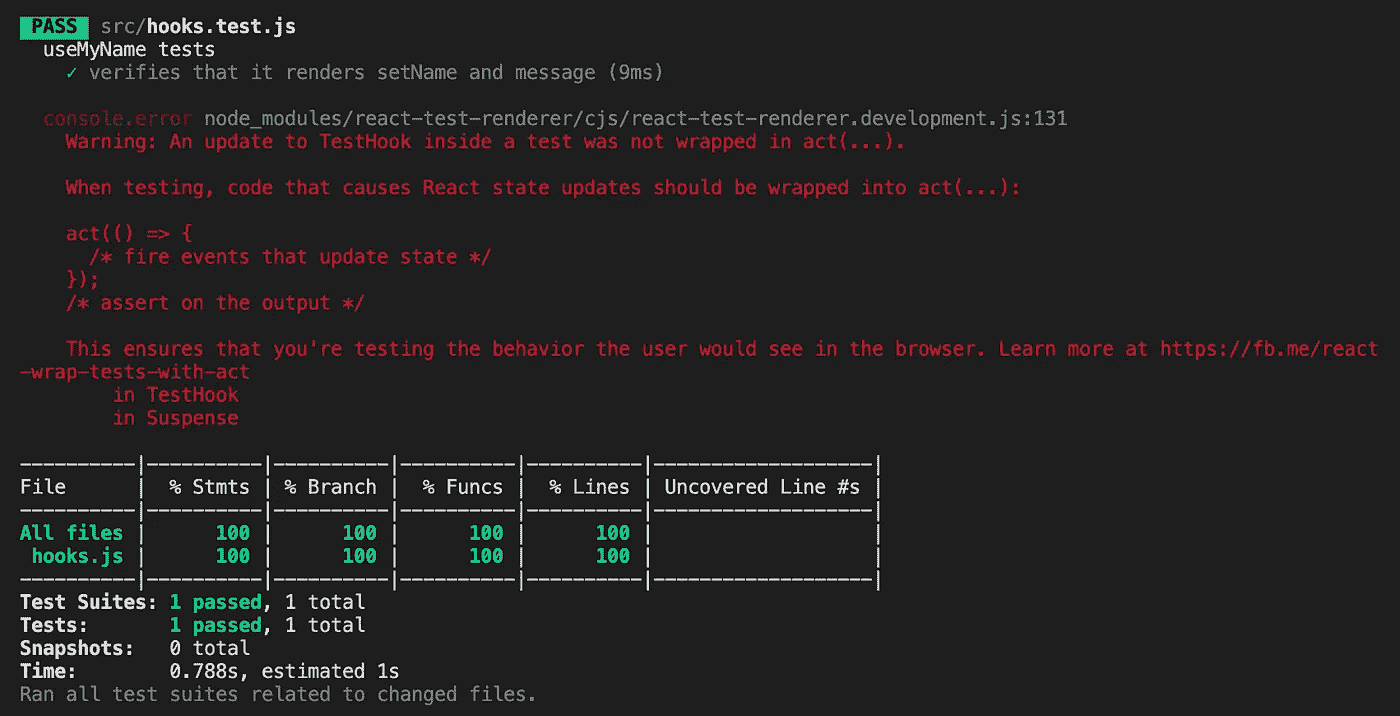 PASS src/hooks.test.js
useMyName tests
✓ verifies that it renders setName and message (9ms)
console.error node_modules/react-test-renderer/cjs/react-test-renderer.development.js:131
Warning: An update to TestHook inside a test was not wrapped in act(...).
When testing, code that causes React state updates should be wrapped into act(...):
act(() => {
/* fire events that update state */
});
/* assert on the output */
This ensures that you're testing the behavior the user would see in the browser. Learn more at https://fb.me/react
-wrap-tests-with-act
in TestHook
in Suspense
----------|----------|----------|----------|----------|-------------------|
File      |  % Stmts | % Branch |  % Funcs |  % Lines | Uncovered Line #s |
----------|----------|----------|----------|----------|-------------------|
All files |      100 |      100 |      100 |      100 |                   |
hooks.js |      100 |      100 |      100 |      100 |                   |
----------|----------|----------|----------|----------|-------------------|
Test Suites: 1 passed, 1 total
Tests:       1 passed, 1 total
Snapshots:   0 total
Time:        0.788s, estimated 1s
Ran all test suites related to changed files.